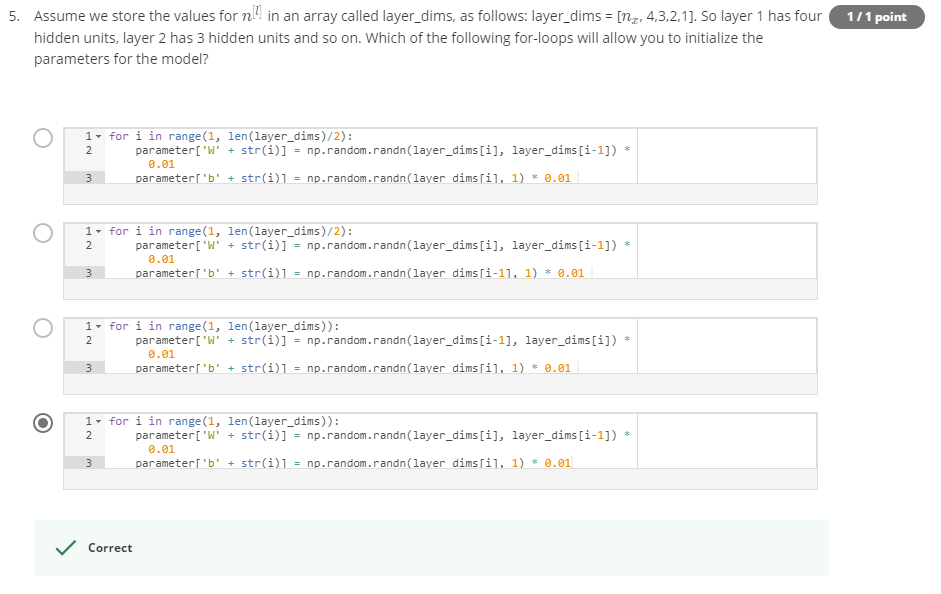 5. Assume we store the values for n^[l] in an array called layer_dims, as follows: layer_dims = [n_x, 4,3,2,1]. So layer 1 has four
1 / 1 point
hidden units, layer 2 has 3 hidden units and so on. Which of the following for-loops will allow you to initialize the
parameters for the model?
1 for i in range(1, len(layer_dims)/2):
2 parameter['W' + str(i)] = np.random.randn(layer_dims[i], layer_dims[i-1]) *
0.01
3 parameter['b' + str(i)] = np.random.randn(layer_dims[i], 1) * 0.01
1 for i in range(1, len(layer_dims)/2):
2 parameter['W' + str(i)] = np.random.randn(layer_dims[i], layer_dims[i-1]) *
0.01
3 parameter['b' + str(i)] = np.random.randn(layer_dims[i-1], 1) * 0.01
1 for i in range(1, len(layer_dims)):
2 parameter['W' + str(i)] = np.random.randn(layer_dims[i-1], layer_dims[i]) *
0.01
3 parameter['b' + str(i)] = np.random.randn(layer_dims[i], 1) * 0.01
1 for i in range(1, len(layer_dims)):
2 parameter['W' + str(i)] = np.random.randn(layer_dims[i], layer_dims[i-1]) *
0.01
3 parameter['b' + str(i)] = np.random.randn(layer_dims[i], 1) * 0.01
Correct